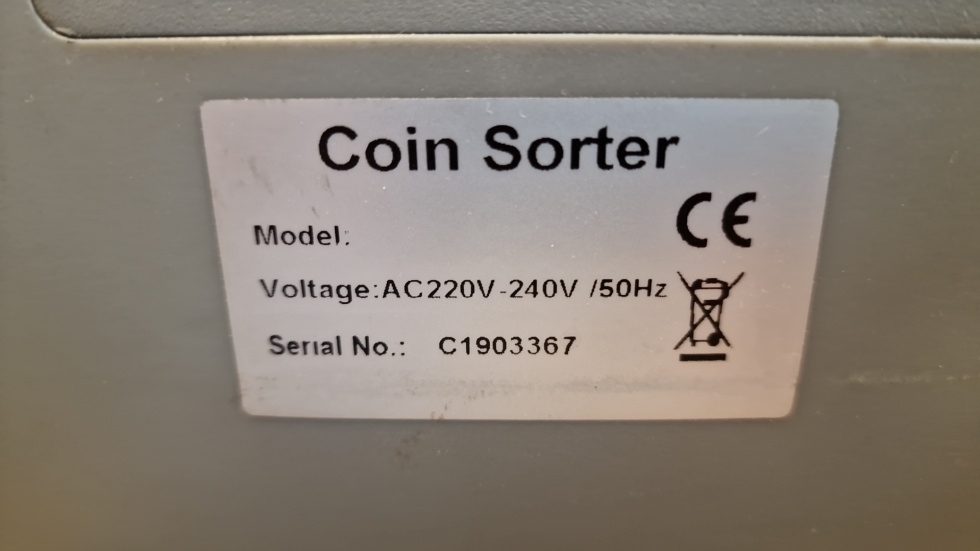 Coin Sorter
CE
Model:
Voltage:AC220V-240V /50Hz
Serial No.: C1903367